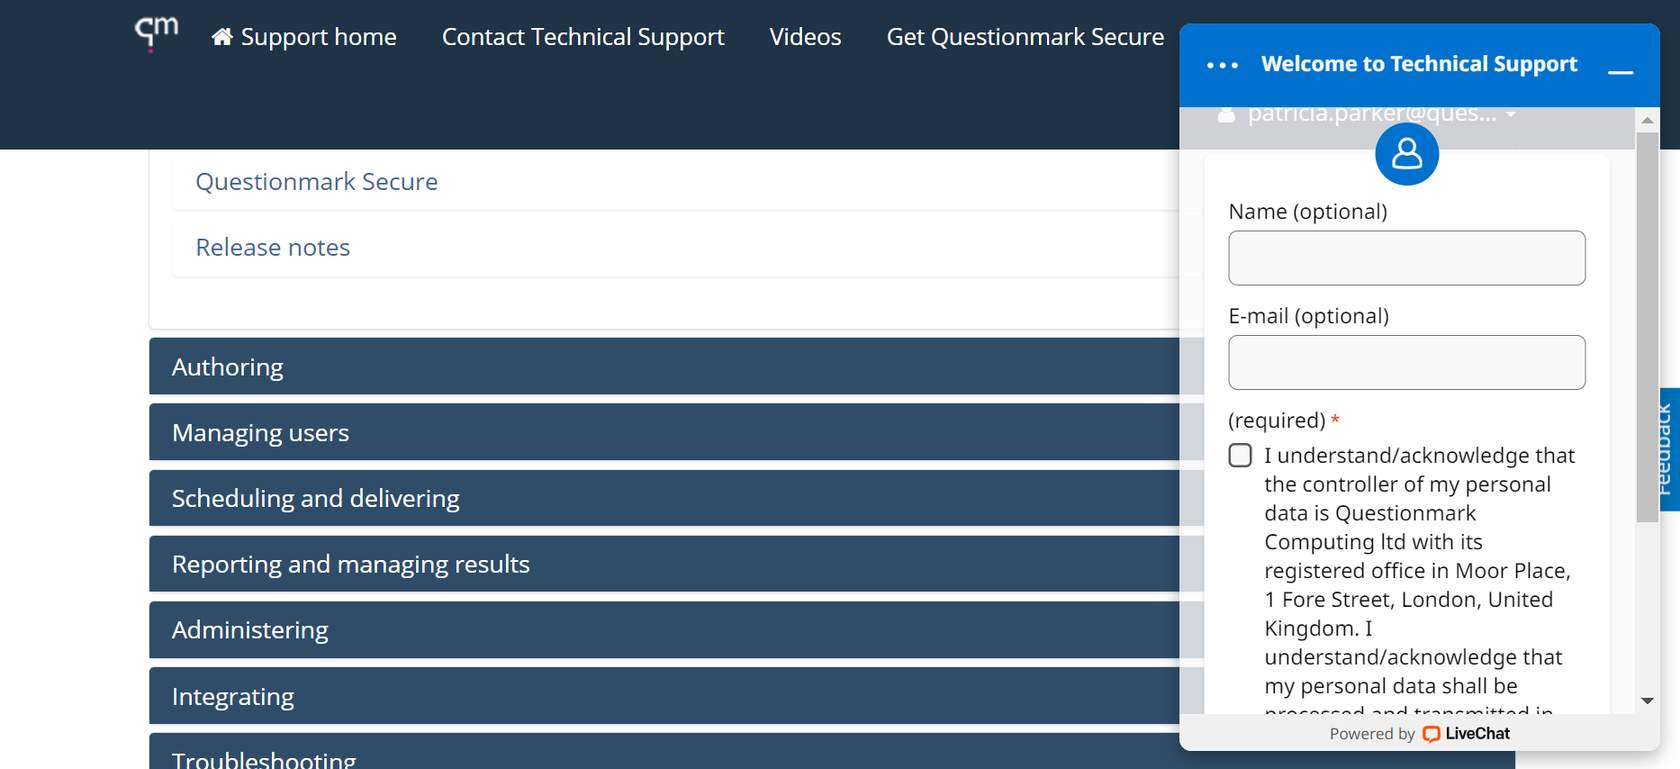 qm
Support home
Contact Technical Support
Videos
Get Questionmark Secure
Questionmark Secure
Release notes
Authoring
Managing users
Scheduling and delivering
Reporting and managing results
Administering
Integrating
Troubleshooting
Welcome to Technical Support
patricia.parker@ques...
Name (optional)
E-mail (optional)
(required) *
I understand/acknowledge that
the controller of my personal
data is Questionmark
Computing ltd with its
registered office in Moor Place,
1 Fore Street, London, United
Kingdom. I
understand/acknowledge that
my personal data shall be
processed and transmitted in
Powered by LiveChat
Feedback